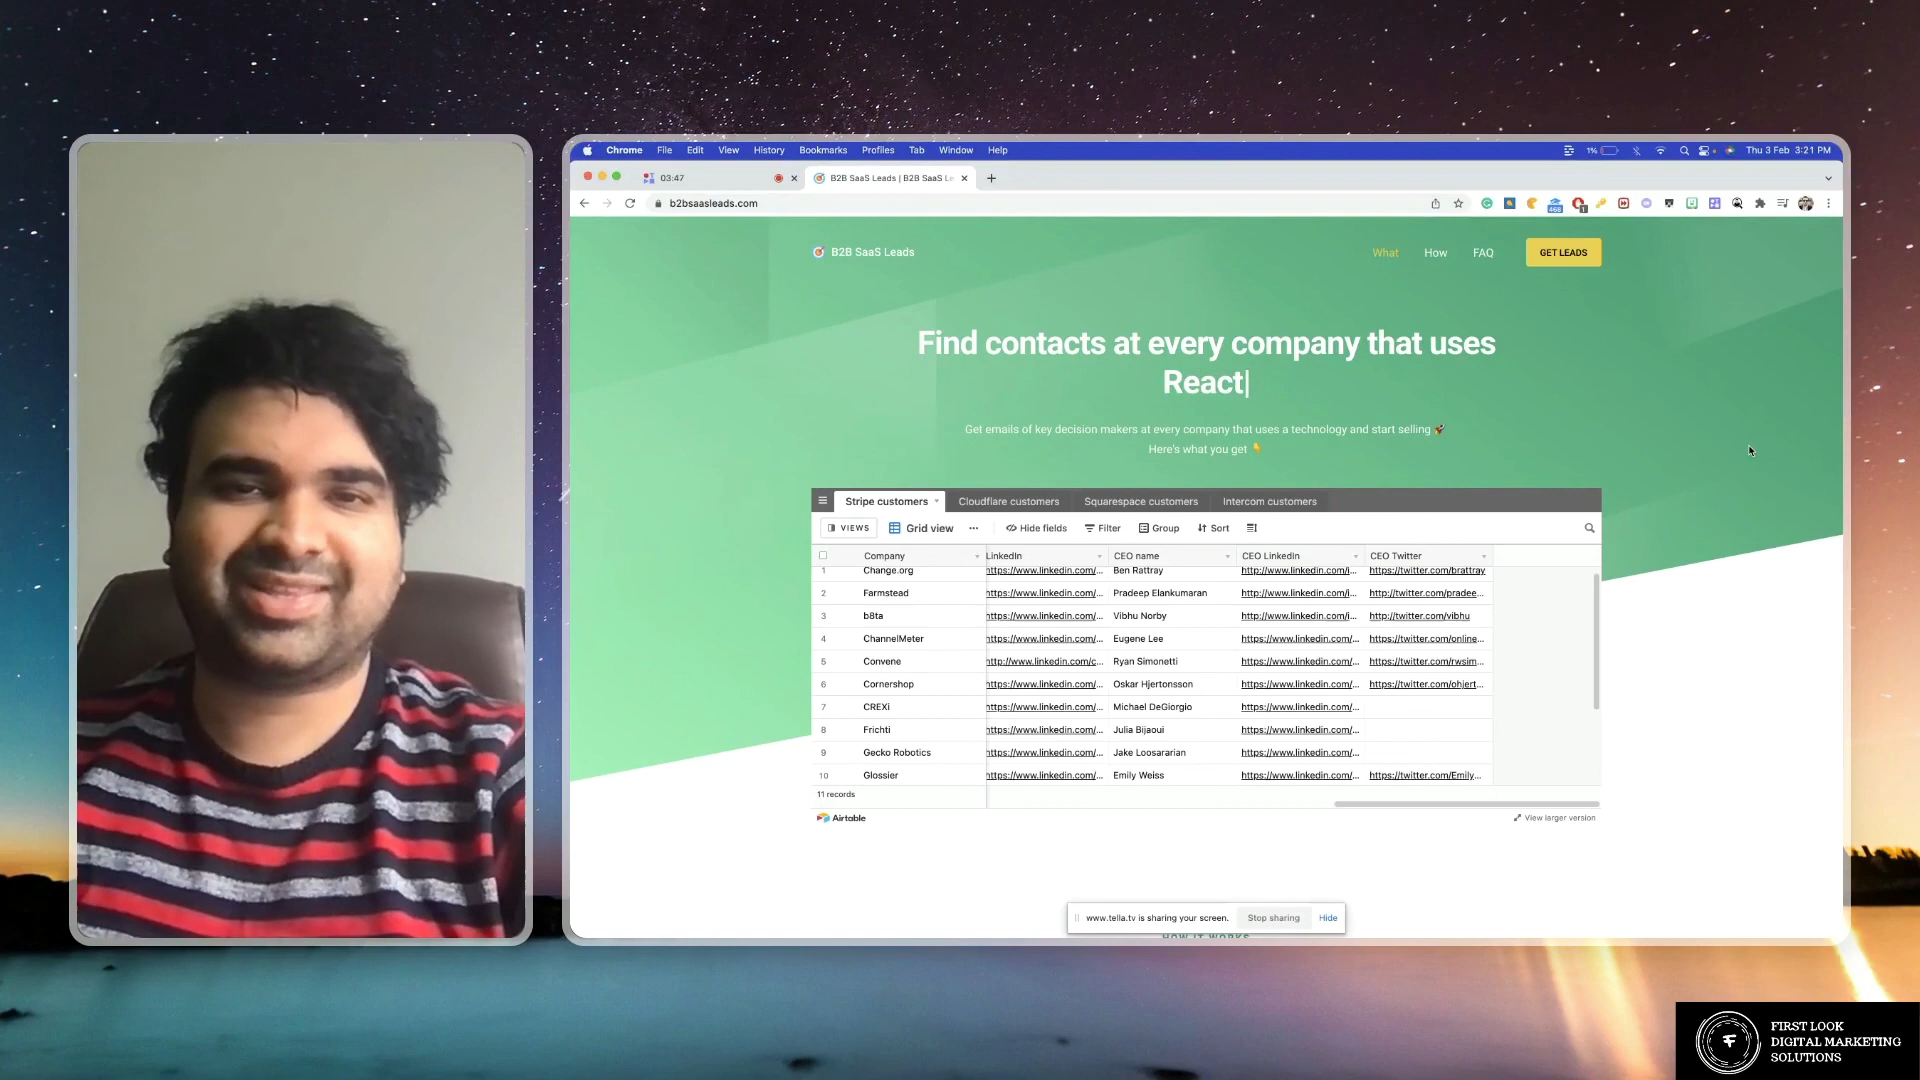 Chrome File Edit View History Bookmarks Profiles Tab Window Help 1% Thu 3 Feb 3:21 PM
03:47 B2B SaaS Leads | B2B SaaS Le
b2bsaasleads.com 468 1
B2B SaaS Leads What How FAQ GET LEADS
Find contacts at every company that uses
React|
Get emails of key decision makers at every company that uses a technology and start selling 🚀
Here's what you get 👇
Stripe customers Cloudflare customers Squarespace customers Intercom customers
VIEWS Grid view ... Hide fields Filter Group Sort
Company LinkedIn CEO name CEO LinkedIn CEO Twitter
1 Change.org https://www.linkedin.com/... Ben Rattray http://www.linkedin.com/i... https://twitter.com/brattray
2 Farmstead https://www.linkedin.com/... Pradeep Elankumaran http://www.linkedin.com/i... http://twitter.com/pradee...
3 b8ta https://www.linkedin.com/... Vibhu Norby http://www.linkedin.com/i... http://twitter.com/vibhu
4 ChannelMeter https://www.linkedin.com/... Eugene Lee https://www.linkedin.com/... https://twitter.com/online...
5 Convene http://www.linkedin.com/c... Ryan Simonetti https://www.linkedin.com/... https://twitter.com/rwsim...
6 Cornershop https://www.linkedin.com/... Oskar Hjertonsson https://www.linkedin.com/... https://twitter.com/ohjert...
7 CREXi https://www.linkedin.com/... Michael DeGiorgio https://www.linkedin.com/...
8 Frichti https://www.linkedin.com/... Julia Bijaoui https://www.linkedin.com/...
9 Gecko Robotics https://www.linkedin.com/... Jake Loosararian https://www.linkedin.com/...
10 Glossier https://www.linkedin.com/... Emily Weiss https://www.linkedin.com/... https://twitter.com/Emily...
11 records
Airtable View larger version
www.tella.tv is sharing your screen. Stop sharing Hide
HOW IT WORKS
FIRST LOOK
DIGITAL MARKETING
SOLUTIONS